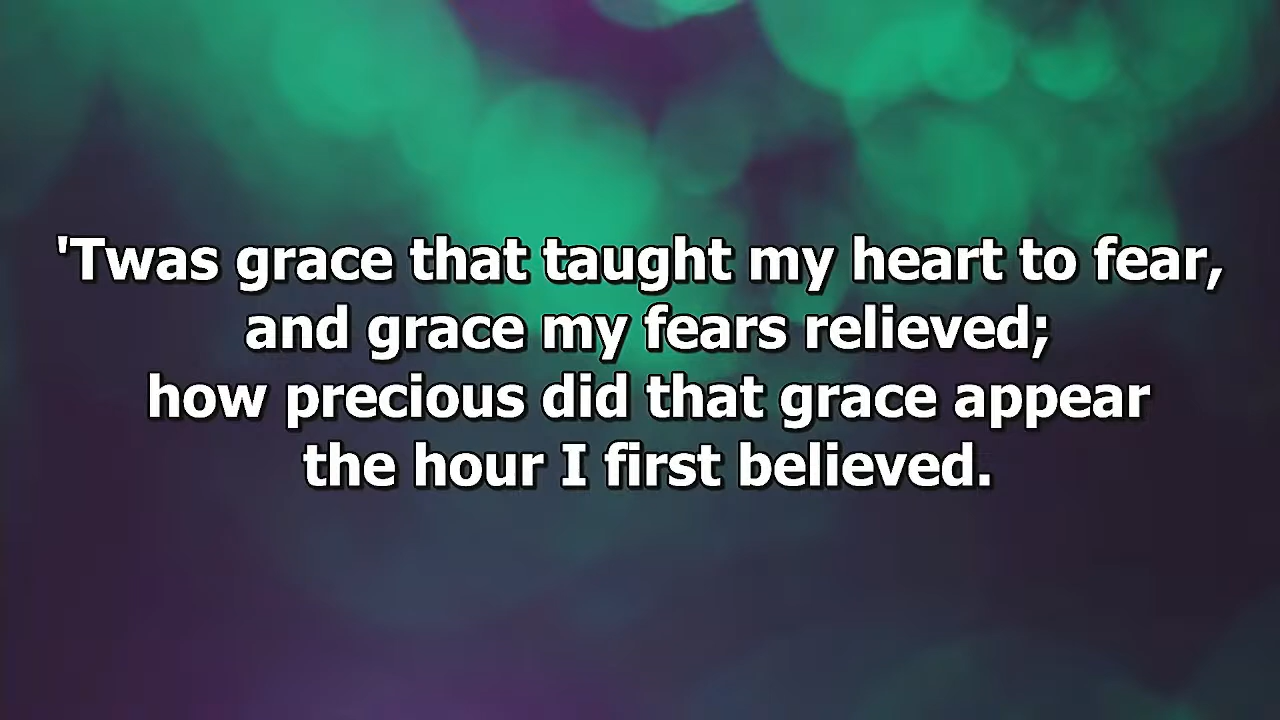 'Twas grace that taught my heart to fear,
and grace my fears relieved;
how precious did that grace appear
the hour I first believed.